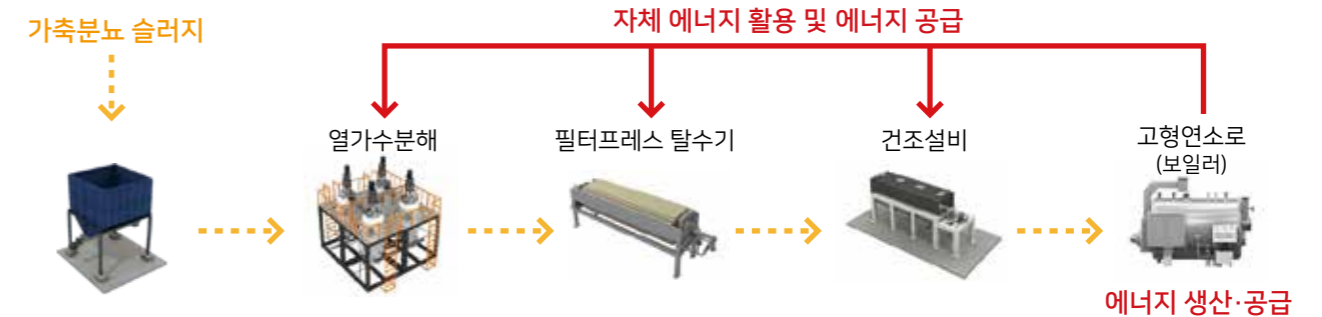 가축분뇨 슬러지
자체 에너지 활용 및 에너지 공급
열가수분해
필터프레스 탈수기
건조설비
고형연소로
(보일러)
에너지 생산·공급